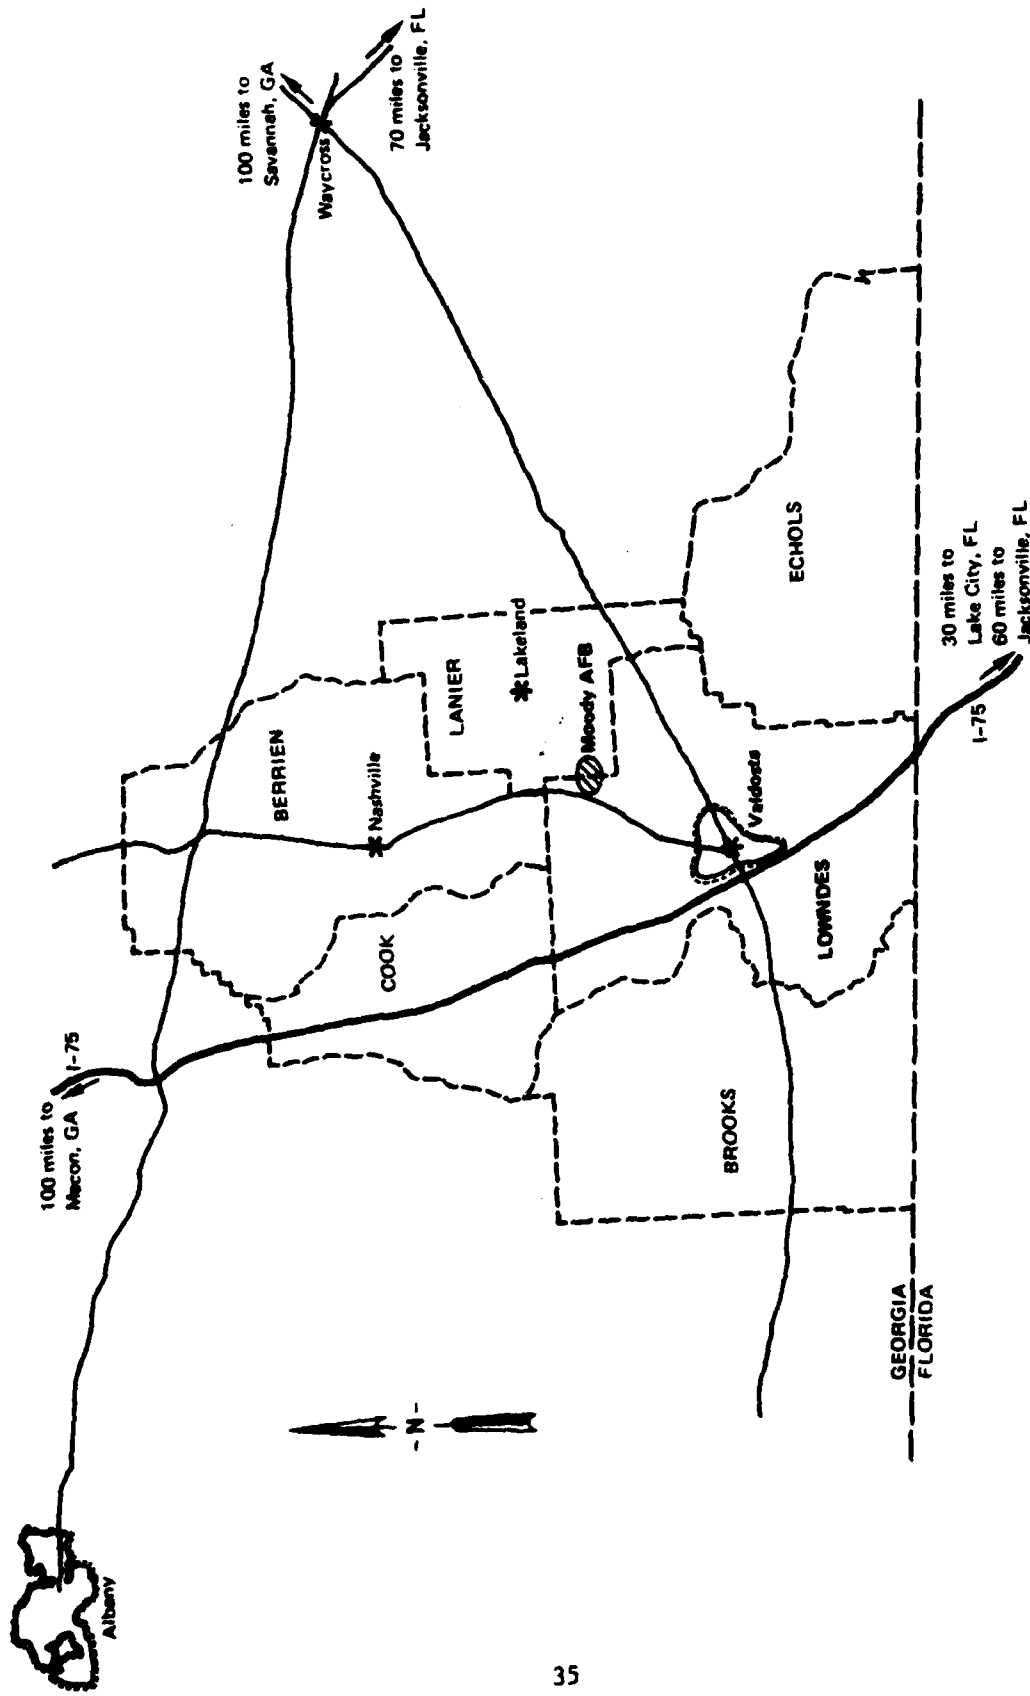 100 miles to
Savannah, GA
Waycross
70 miles to
Jacksonville, FL
Albany
100 miles to
Macon, GA
I-75
BERRIEN
Nashville
LANIER
Lakeland
COOK
Moody AFB
Valdosta
ECHOLS
LOWNDES
BROOKS
-N-
GEORGIA
FLORIDA
I-75
30 miles to
Lake City, FL
60 miles to
Jacksonville, FL
35